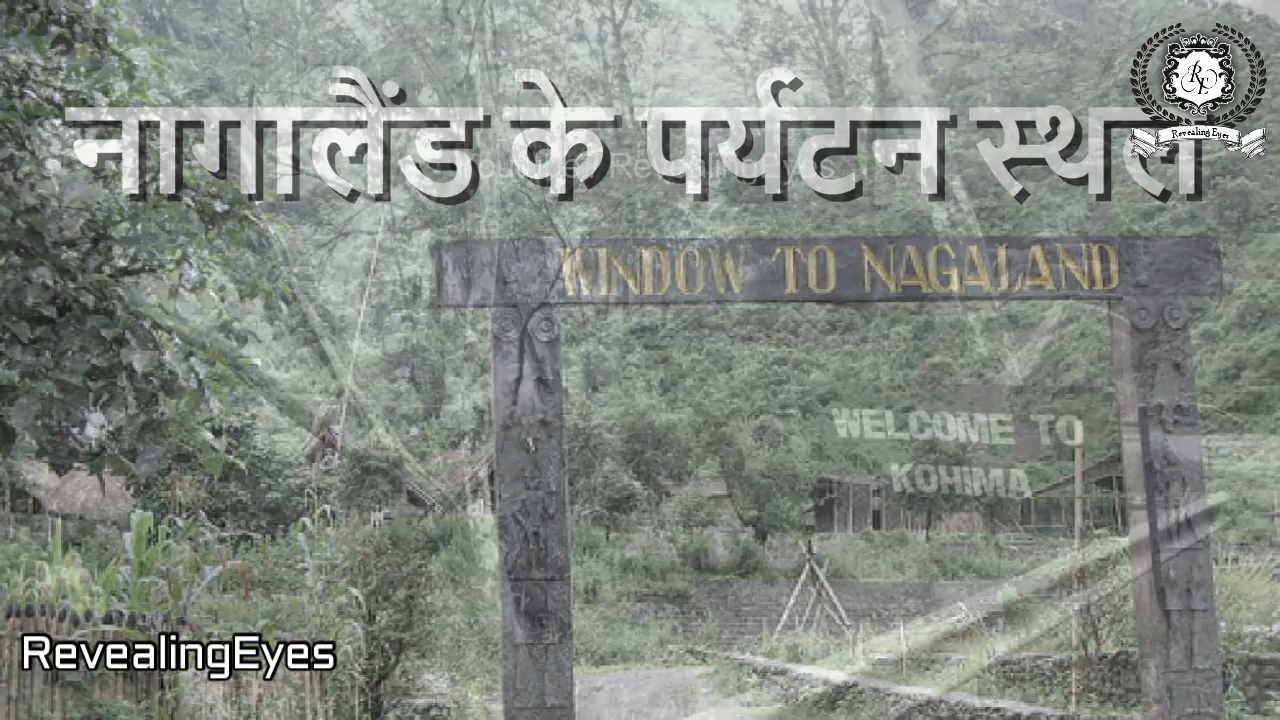 नागालैंड के पर्यटन स्थल
Revealing Eyes
WINDOW TO NAGALAND
WELCOME TO
KOHIMA
RevealingEyes